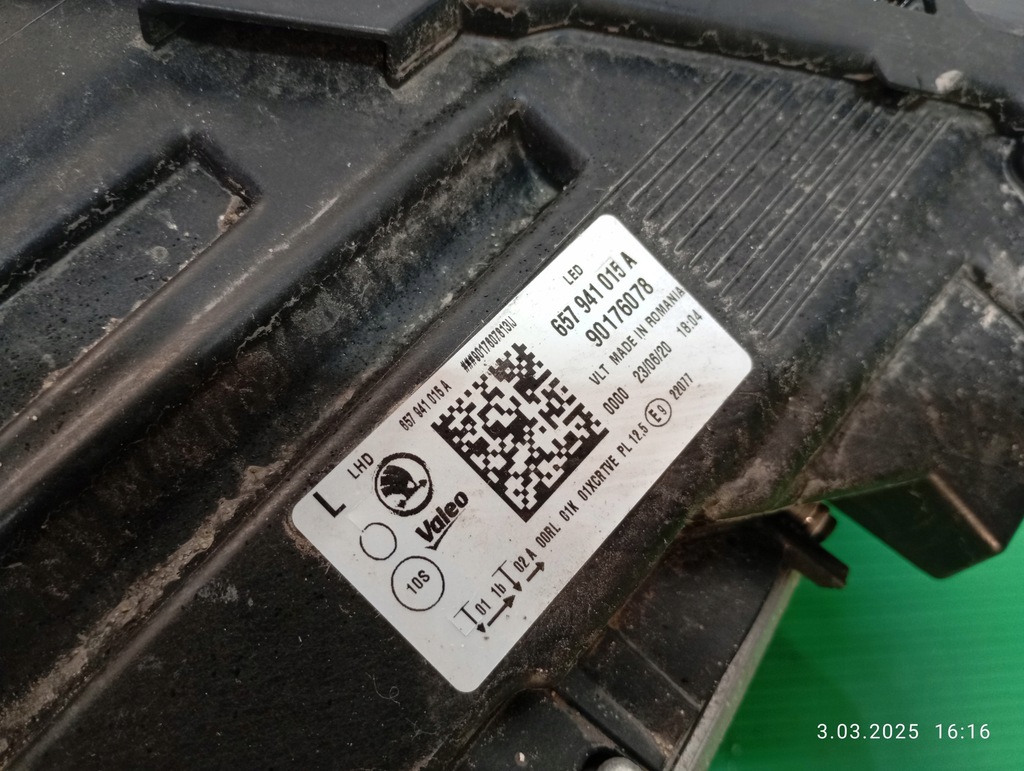 LED
657 941 015 A
90176078
VLT MADE IN ROMANIA
0000 23/06/20 18:04
657 941 015 A
L LHD
Valeo
10S
01 1b 02 A 00RL 01K 01XCRTVE PL 12,5 E9 22077
3.03.2025 16:16